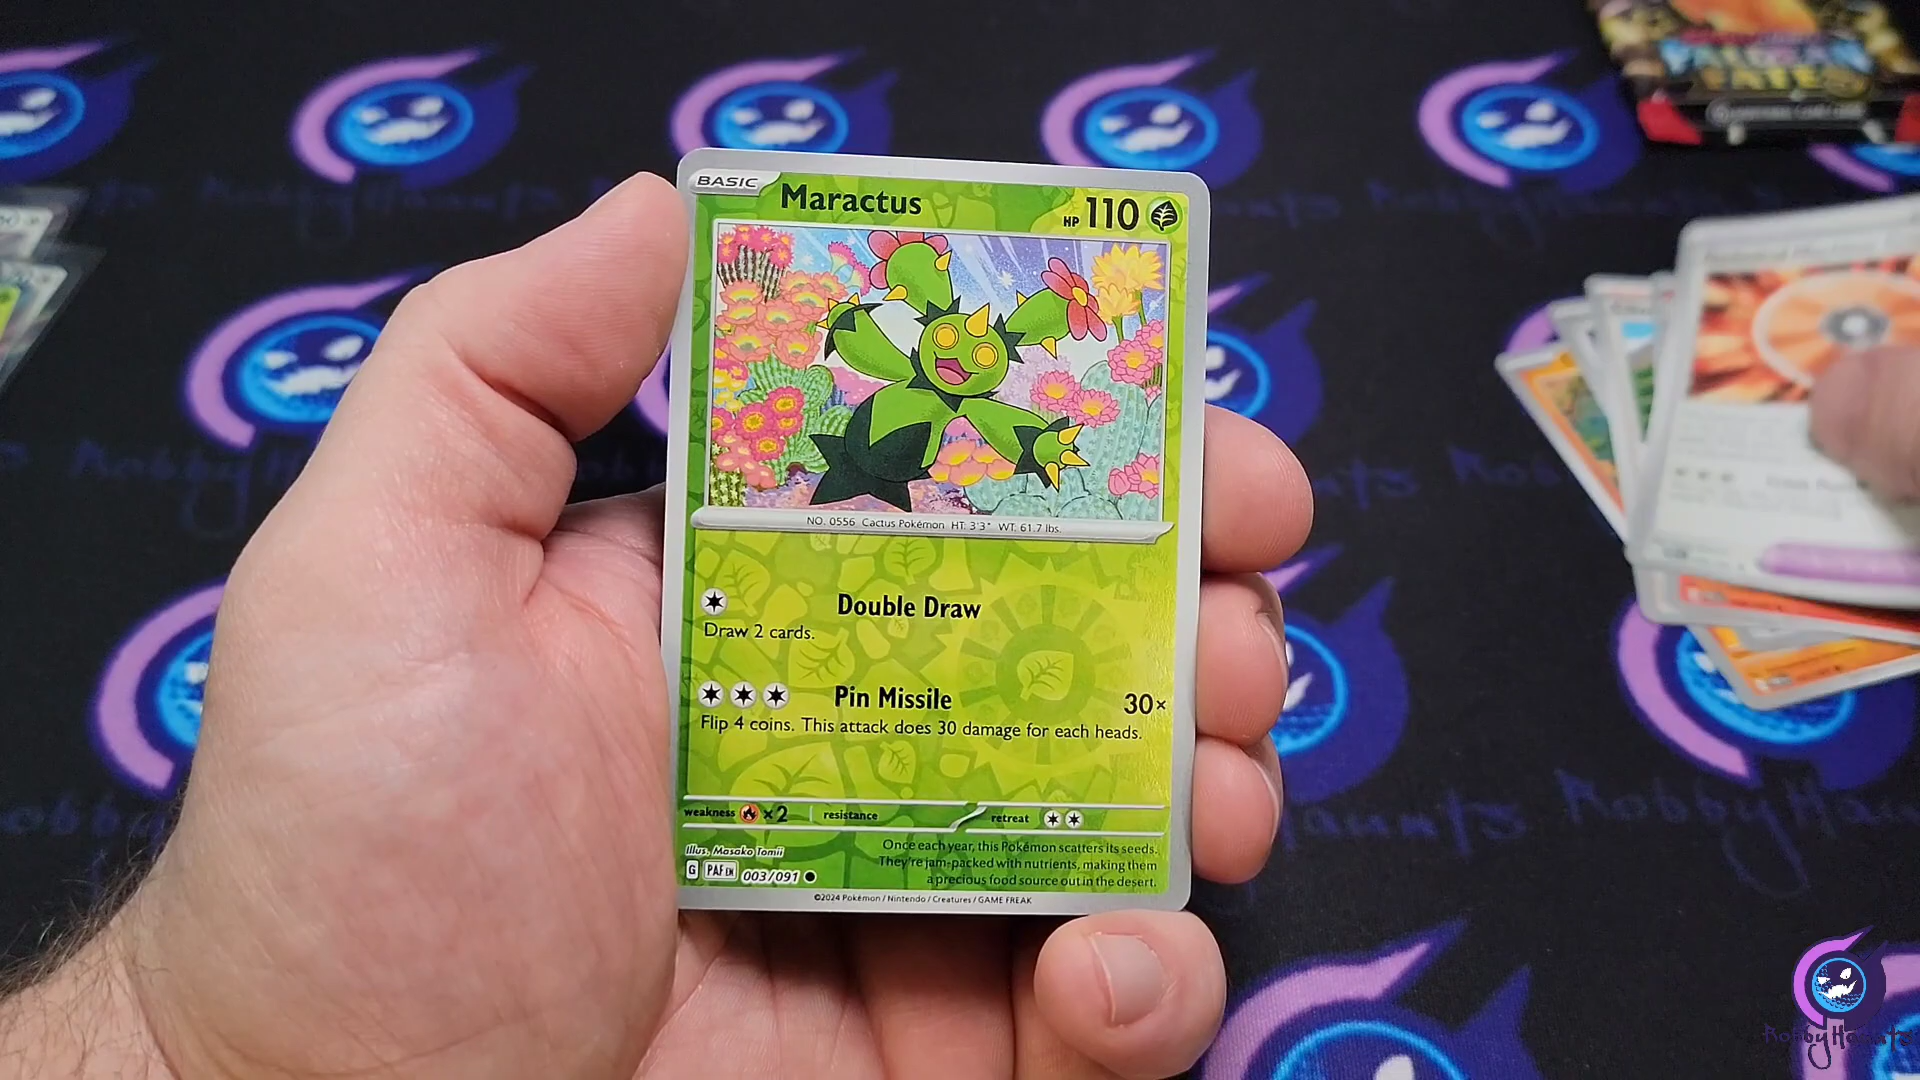 PALDEAN
FATES
BASIC
Maractus
HP 110
NO. 0556 Cactus Pokémon HT: 3'3" WT: 61.7 lbs.
Double Draw
Draw 2 cards.
Pin Missile 30×
Flip 4 coins. This attack does 30 damage for each heads.
weakness ×2 resistance retreat
Illus. Masako Tomii
Once each year, this Pokémon scatters its seeds.
They're jam-packed with nutrients, making them
a precious food source out in the desert.
G PAF EN 003/091
©2024 Pokémon / Nintendo / Creatures / GAME FREAK
RobbyHaunts